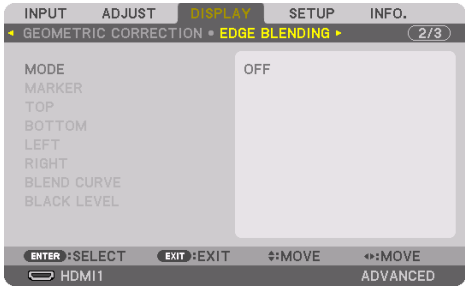 INPUT ADJUST DISPLAY SETUP INFO.
GEOMETRIC CORRECTION • EDGE BLENDING 2/3
MODE OFF
MARKER
TOP
BOTTOM
LEFT
RIGHT
BLEND CURVE
BLACK LEVEL
ENTER:SELECT EXIT:EXIT :MOVE :MOVE
HDMI1 ADVANCED